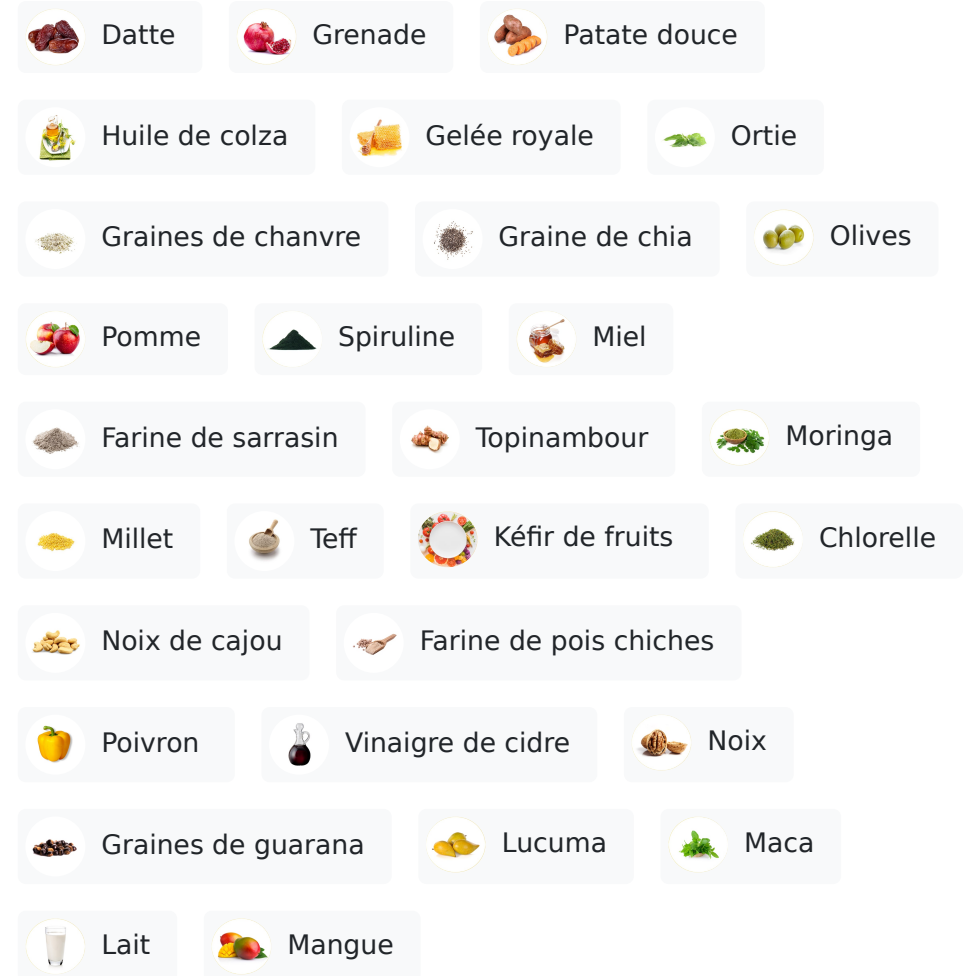 Datte Grenade Patate douce
Huile de colza Gelée royale Ortie
Graines de chanvre Graine de chia Olives
Pomme Spiruline Miel
Farine de sarrasin Topinambour Moringa
Millet Teff Kéfir de fruits Chlorelle
Noix de cajou Farine de pois chiches
Poivron Vinaigre de cidre Noix
Graines de guarana Lucuma Maca
Lait Mangue